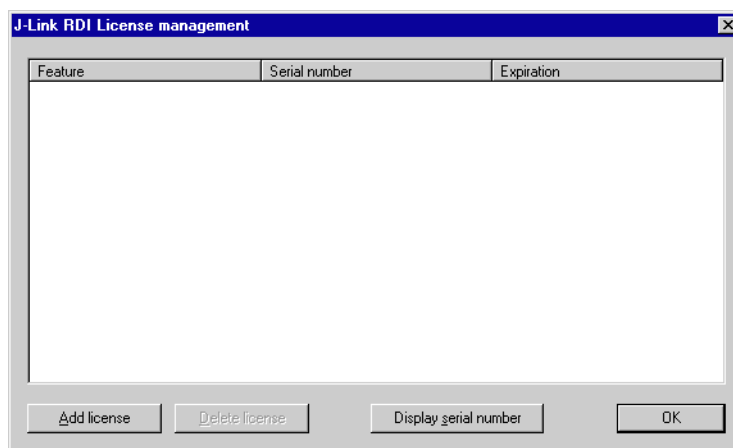 J-Link RDI License management
Feature Serial number Expiration
Add license Delete license Display serial number OK